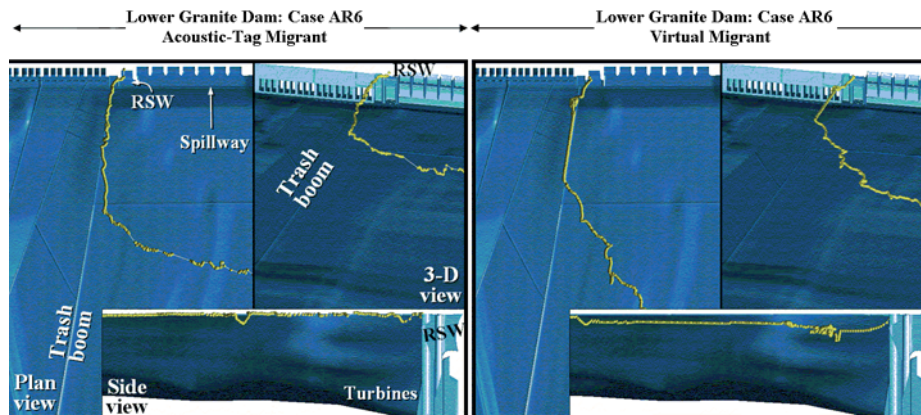 Lower Granite Dam: Case AR6
Acoustic-Tag Migrant
Lower Granite Dam: Case AR6
Virtual Migrant
RSW
RSW
Spillway
Trash
boom
3-D
view
Trash
boom
RSW
Plan
view
Side
view
Turbines